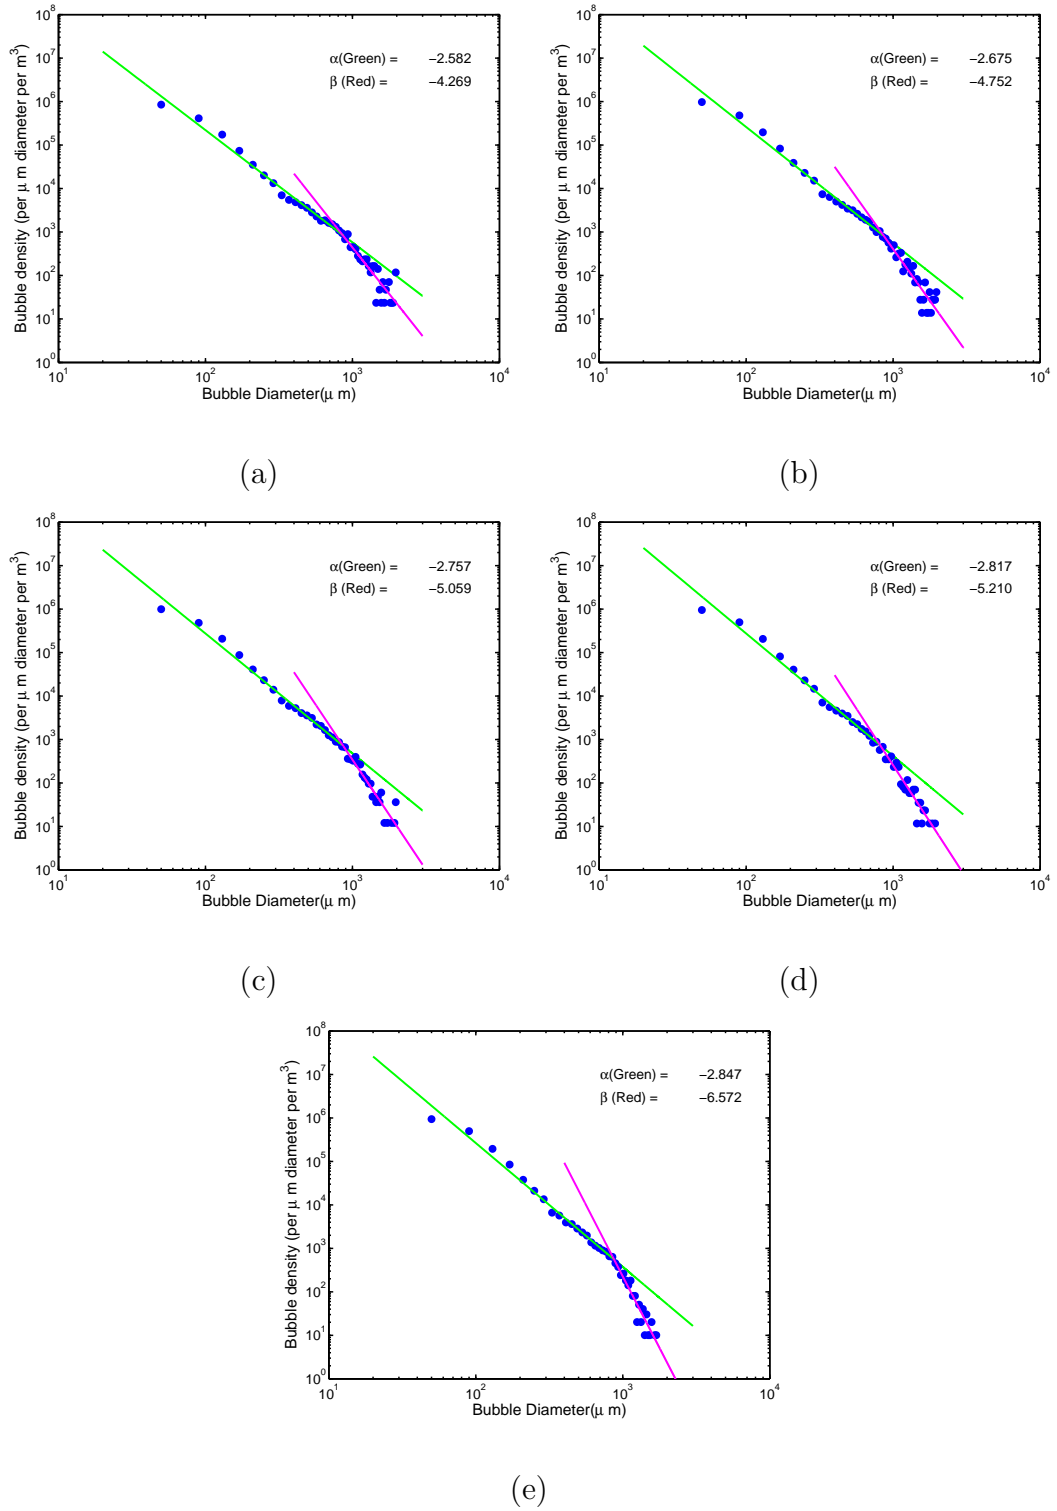 10^8
10^7
10^6
10^5
10^4
10^3
10^2
10^1
10^0
Bubble density (per μ m diameter per m^3)
α(Green) = −2.582
β (Red) = −4.269
10^1 10^2 10^3 10^4
Bubble Diameter(μ m)
(a)
10^8
10^7
10^6
10^5
10^4
10^3
10^2
10^1
10^0
Bubble density (per μ m diameter per m^3)
α(Green) = −2.675
β (Red) = −4.752
10^1 10^2 10^3 10^4
Bubble Diameter(μ m)
(b)
10^8
10^7
10^6
10^5
10^4
10^3
10^2
10^1
10^0
Bubble density (per μ m diameter per m^3)
α(Green) = −2.757
β (Red) = −5.059
10^1 10^2 10^3 10^4
Bubble Diameter(μ m)
(c)
10^8
10^7
10^6
10^5
10^4
10^3
10^2
10^1
10^0
Bubble density (per μ m diameter per m^3)
α(Green) = −2.817
β (Red) = −5.210
10^1 10^2 10^3 10^4
Bubble Diameter(μ m)
(d)
10^8
10^7
10^6
10^5
10^4
10^3
10^2
10^1
10^0
Bubble density (per μ m diameter per m^3)
α(Green) = −2.847
β (Red) = −6.572
10^1 10^2 10^3 10^4
Bubble Diameter(μ m)
(e)